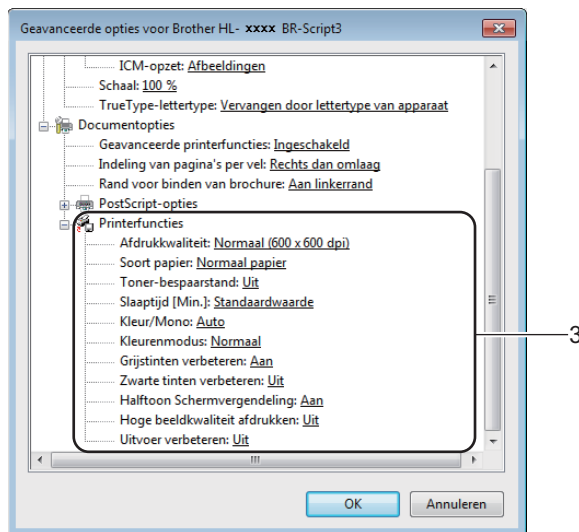 Geavanceerde opties voor Brother HL- xxxx BR-Script3
ICM-opzet: Afbeeldingen
Schaal: 100 %
TrueType-lettertype: Vervangen door lettertype van apparaat
Documentopties
Geavanceerde printerfuncties: Ingeschakeld
Indeling van pagina's per vel: Rechts dan omlaag
Rand voor binden van brochure: Aan linkerrand
PostScript-opties
Printerfuncties
Afdrukkwaliteit: Normaal (600 x 600 dpi)
Soort papier: Normaal papier
Toner-bespaarstand: Uit
Slaaptijd [Min.]: Standaardwaarde
Kleur/Mono: Auto
Kleurenmodus: Normaal
Grijstinten verbeteren: Aan
Zwarte tinten verbeteren: Uit
Halftoon Schermvergendeling: Aan
Hoge beeldkwaliteit afdrukken: Uit
Uitvoer verbeteren: Uit
3
OK Annuleren